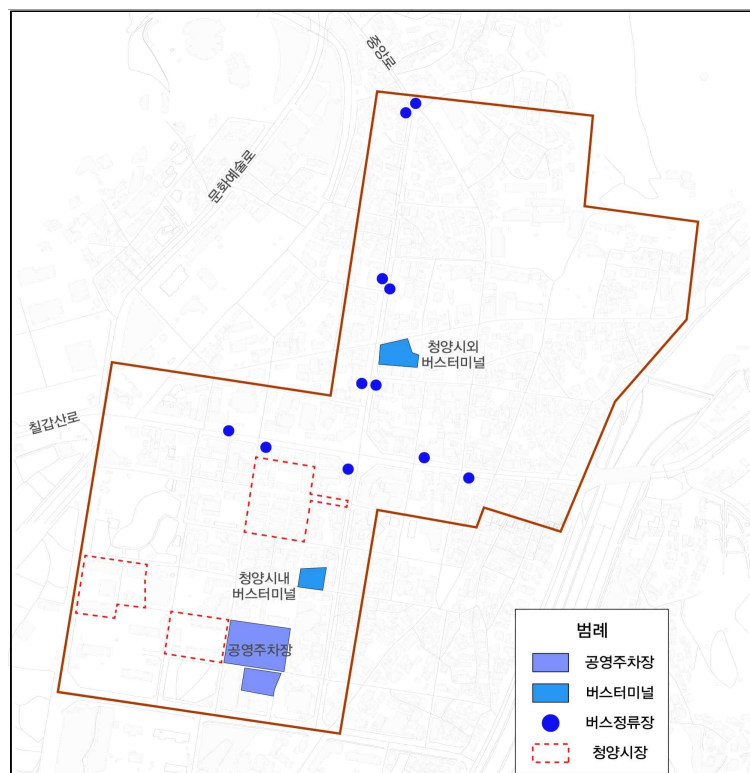 중앙로
문화예술로
청양시외
버스터미널
칠갑산로
청양시내
버스터미널
공영주차장
범례
공영주차장
버스터미널
버스정류장
청양시장